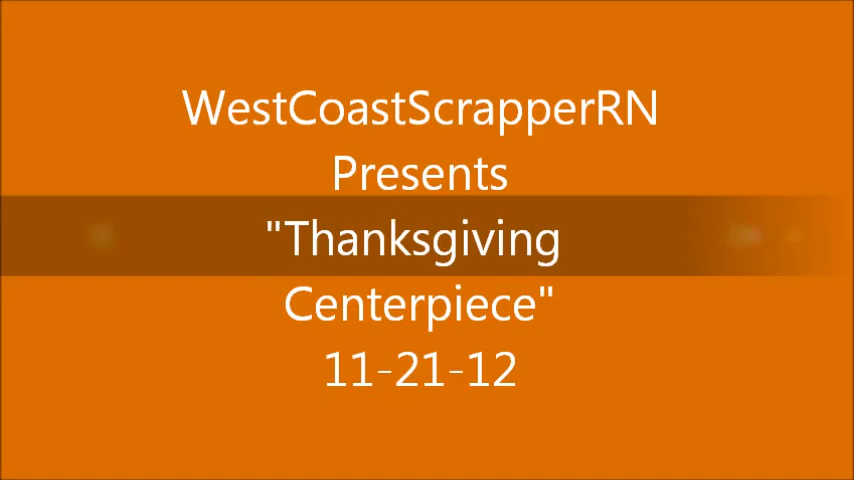 WestCoastScrapperRN
Presents
"Thanksgiving
Centerpiece"
11-21-12